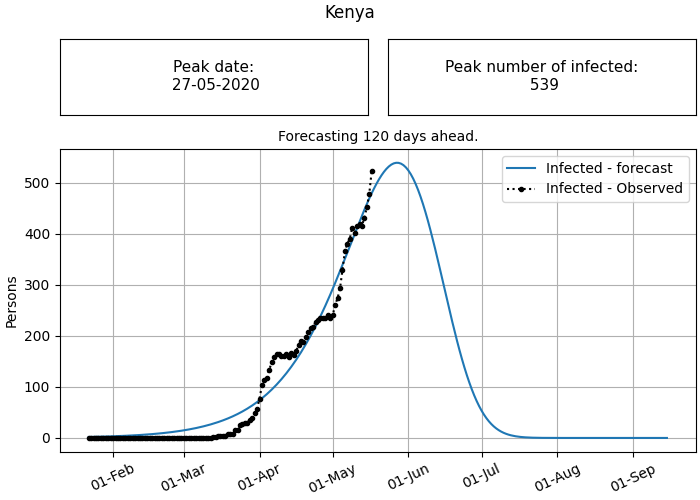 Kenya
Peak date:
27-05-2020
Peak number of infected:
539
Forecasting 120 days ahead.
Infected - forecast
Infected - Observed
Persons
500
400
300
200
100
0
01-Feb
01-Mar
01-Apr
01-May
01-Jun
01-Jul
01-Aug
01-Sep